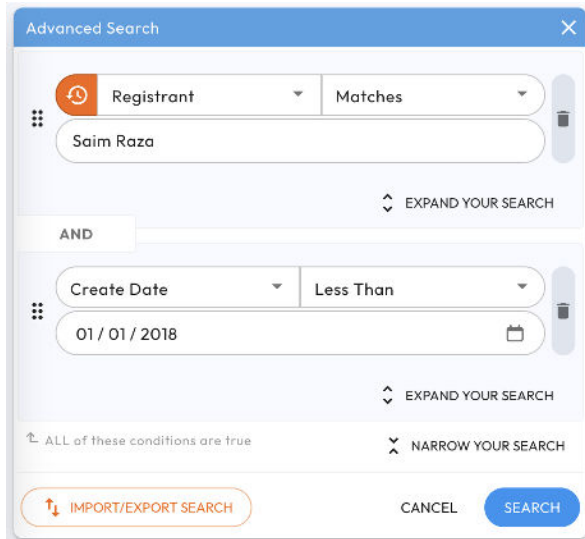 Advanced Search
Registrant Matches
Saim Raza
EXPAND YOUR SEARCH
AND
Create Date Less Than
01 / 01 / 2018
EXPAND YOUR SEARCH
ALL of these conditions are true
NARROW YOUR SEARCH
IMPORT/EXPORT SEARCH CANCEL SEARCH